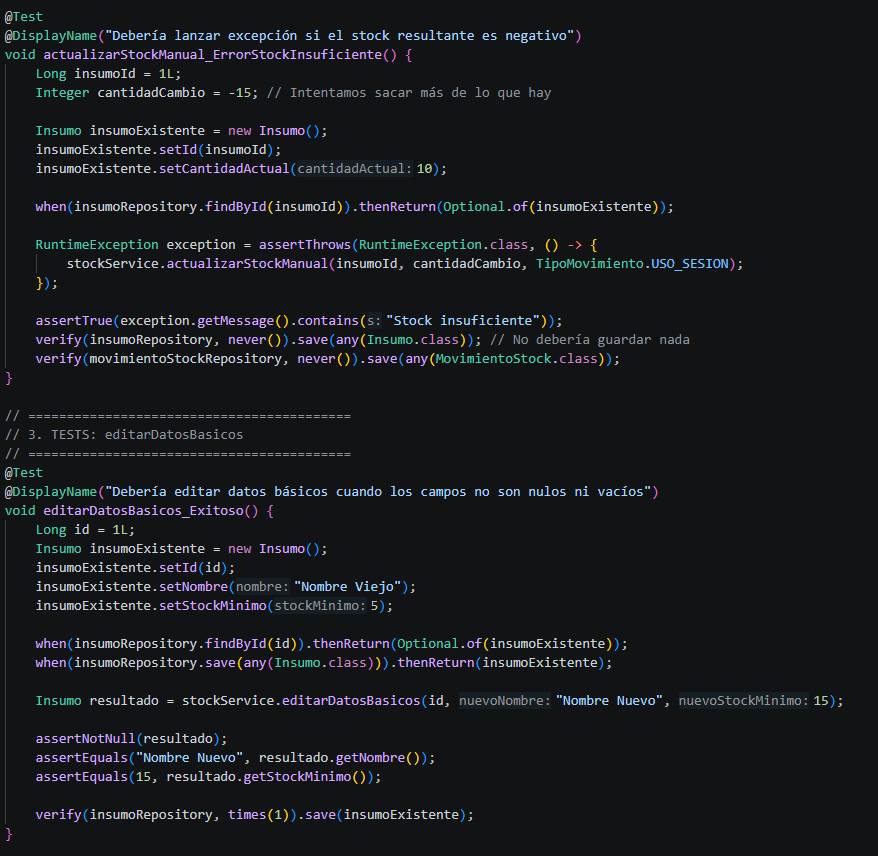 @Test
@DisplayName("Debería lanzar excepción si el stock resultante es negativo")
void actualizarStockManual_ErrorStockInsuficiente() {
    Long insumoId = 1L;
    Integer cantidadCambio = -15; // Intentamos sacar más de lo que hay

    Insumo insumoExistente = new Insumo();
    insumoExistente.setId(insumoId);
    insumoExistente.setCantidadActual(cantidadActual: 10);

    when(insumoRepository.findById(insumoId)).thenReturn(Optional.of(insumoExistente));

    RuntimeException exception = assertThrows(RuntimeException.class, () -> {
        stockService.actualizarStockManual(insumoId, cantidadCambio, TipoMovimiento.USO_SESION);
    });

    assertTrue(exception.getMessage().contains(s: "Stock insuficiente"));
    verify(insumoRepository, never()).save(any(Insumo.class)); // No debería guardar nada
    verify(movimientoStockRepository, never()).save(any(MovimientoStock.class));
}

// ==========================================
// 3. TESTS: editarDatosBasicos
// ==========================================
@Test
@DisplayName("Debería editar datos básicos cuando los campos no son nulos ni vacíos")
void editarDatosBasicos_Exitoso() {
    Long id = 1L;
    Insumo insumoExistente = new Insumo();
    insumoExistente.setId(id);
    insumoExistente.setNombre(nombre: "Nombre Viejo");
    insumoExistente.setStockMinimo(stockMinimo: 5);

    when(insumoRepository.findById(id)).thenReturn(Optional.of(insumoExistente));
    when(insumoRepository.save(any(Insumo.class))).thenReturn(insumoExistente);

    Insumo resultado = stockService.editarDatosBasicos(id, nuevoNombre: "Nombre Nuevo", nuevoStockMinimo: 15);

    assertNotNull(resultado);
    assertEquals("Nombre Nuevo", resultado.getNombre());
    assertEquals(15, resultado.getStockMinimo());

    verify(insumoRepository, times(1)).save(insumoExistente);
}